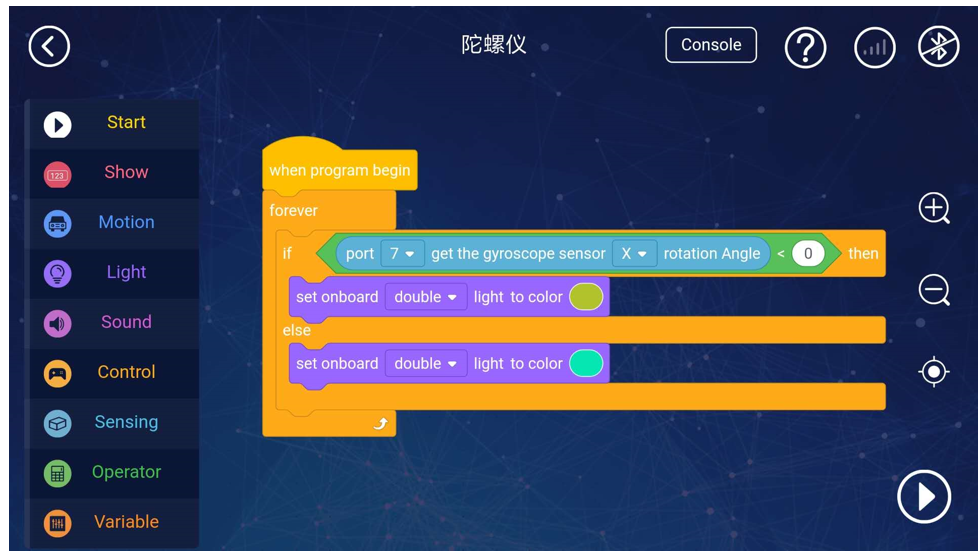 陀螺仪
Console
?
Start
123
Show
Motion
Light
Sound
Control
Sensing
Operator
Variable
when program begin
forever
if port 7 get the gyroscope sensor X rotation Angle < 0 then
set onboard double light to color
else
set onboard double light to color